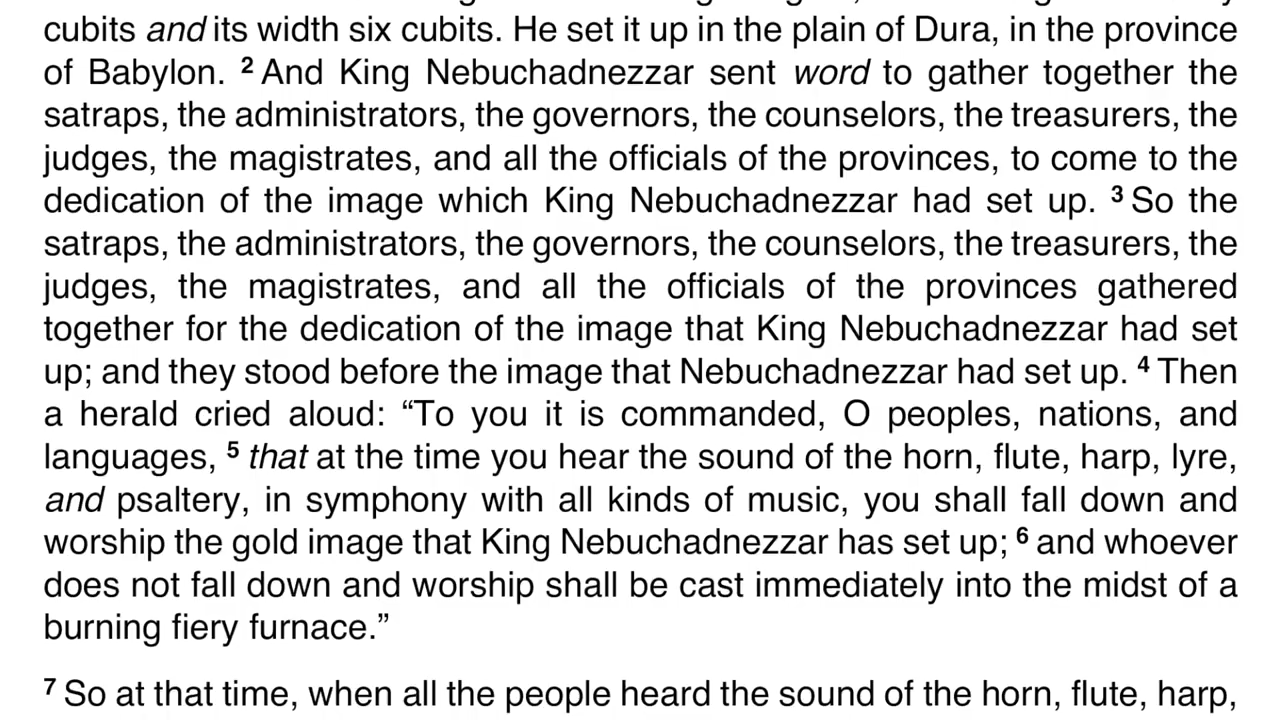 cubits and its width six cubits. He set it up in the plain of Dura, in the province
of Babylon. 2 And King Nebuchadnezzar sent word to gather together the
satraps, the administrators, the governors, the counselors, the treasurers, the
judges, the magistrates, and all the officials of the provinces, to come to the
dedication of the image which King Nebuchadnezzar had set up. 3 So the
satraps, the administrators, the governors, the counselors, the treasurers, the
judges, the magistrates, and all the officials of the provinces gathered
together for the dedication of the image that King Nebuchadnezzar had set
up; and they stood before the image that Nebuchadnezzar had set up. 4 Then
a herald cried aloud: “To you it is commanded, O peoples, nations, and
languages, 5 that at the time you hear the sound of the horn, flute, harp, lyre,
and psaltery, in symphony with all kinds of music, you shall fall down and
worship the gold image that King Nebuchadnezzar has set up; 6 and whoever
does not fall down and worship shall be cast immediately into the midst of a
burning fiery furnace.”
7 So at that time, when all the people heard the sound of the horn, flute, harp,